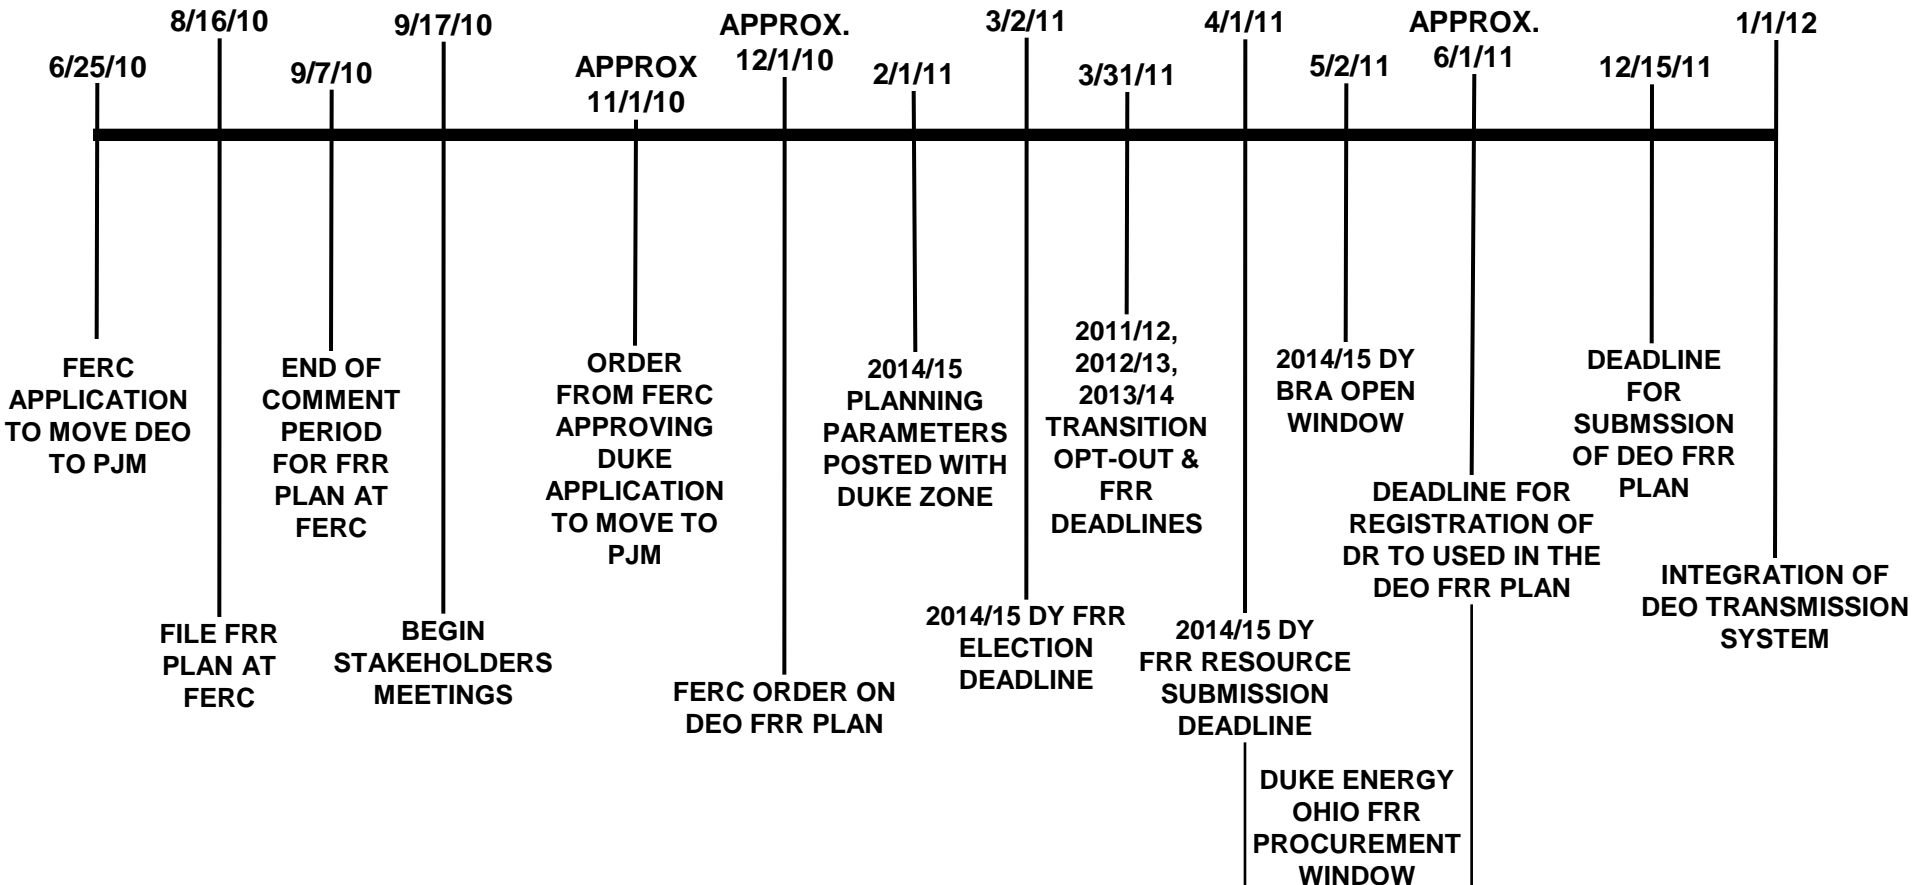 6/25/10
8/16/10
9/7/10
9/17/10
APPROX
11/1/10
APPROX.
12/1/10
2/1/11
3/2/11
3/31/11
4/1/11
5/2/11
APPROX.
6/1/11
12/15/11
1/1/12
FERC
APPLICATION
TO MOVE DEO
TO PJM
FILE FRR
PLAN AT
FERC
END OF
COMMENT
PERIOD
FOR FRR
PLAN AT
FERC
BEGIN
STAKEHOLDERS
MEETINGS
ORDER
FROM FERC
APPROVING
DUKE
APPLICATION
TO MOVE TO
PJM
FERC ORDER ON
DEO FRR PLAN
2014/15
PLANNING
PARAMETERS
POSTED WITH
DUKE ZONE
2014/15 DY FRR
ELECTION
DEADLINE
2011/12,
2012/13,
2013/14
TRANSITION
OPT-OUT &
FRR
DEADLINES
2014/15 DY
FRR RESOURCE
SUBMISSION
DEADLINE
2014/15 DY
BRA OPEN
WINDOW
DEADLINE FOR
REGISTRATION OF
DR TO USED IN THE
DEO FRR PLAN
DUKE ENERGY
OHIO FRR
PROCUREMENT
WINDOW
DEADLINE
FOR
SUBMSSION
OF DEO FRR
PLAN
INTEGRATION OF
DEO TRANSMISSION
SYSTEM